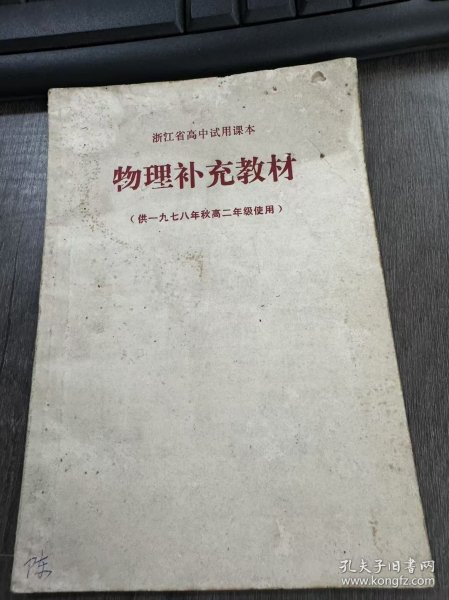 浙江省高中试用课本
物理补充教材
（供一九七八年秋高二年级使用）
陈
孔夫子旧书网
www.kongfz.com